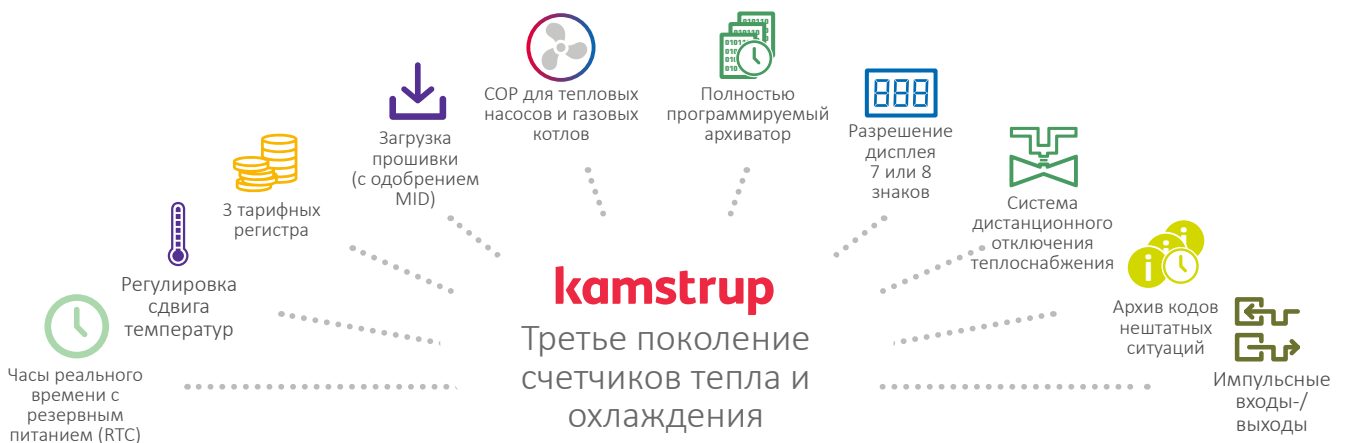 Часы реального
времени с
резервным
питанием (RTC)
Регулировка
сдвига
температур
3 тарифных
регистра
Загрузка
прошивки
(с одобрением
MID)
COP для тепловых
насосов и газовых
котлов
Полностью
программируемый
архиватор
Разрешение
дисплея
7 или 8
знаков
Система
дистанционного
отключения
теплоснабжения
Архив кодов
нештатных
ситуаций
Импульсные
входы-/
выходы
kamstrup
Третье поколение
счетчиков тепла и
охлаждения